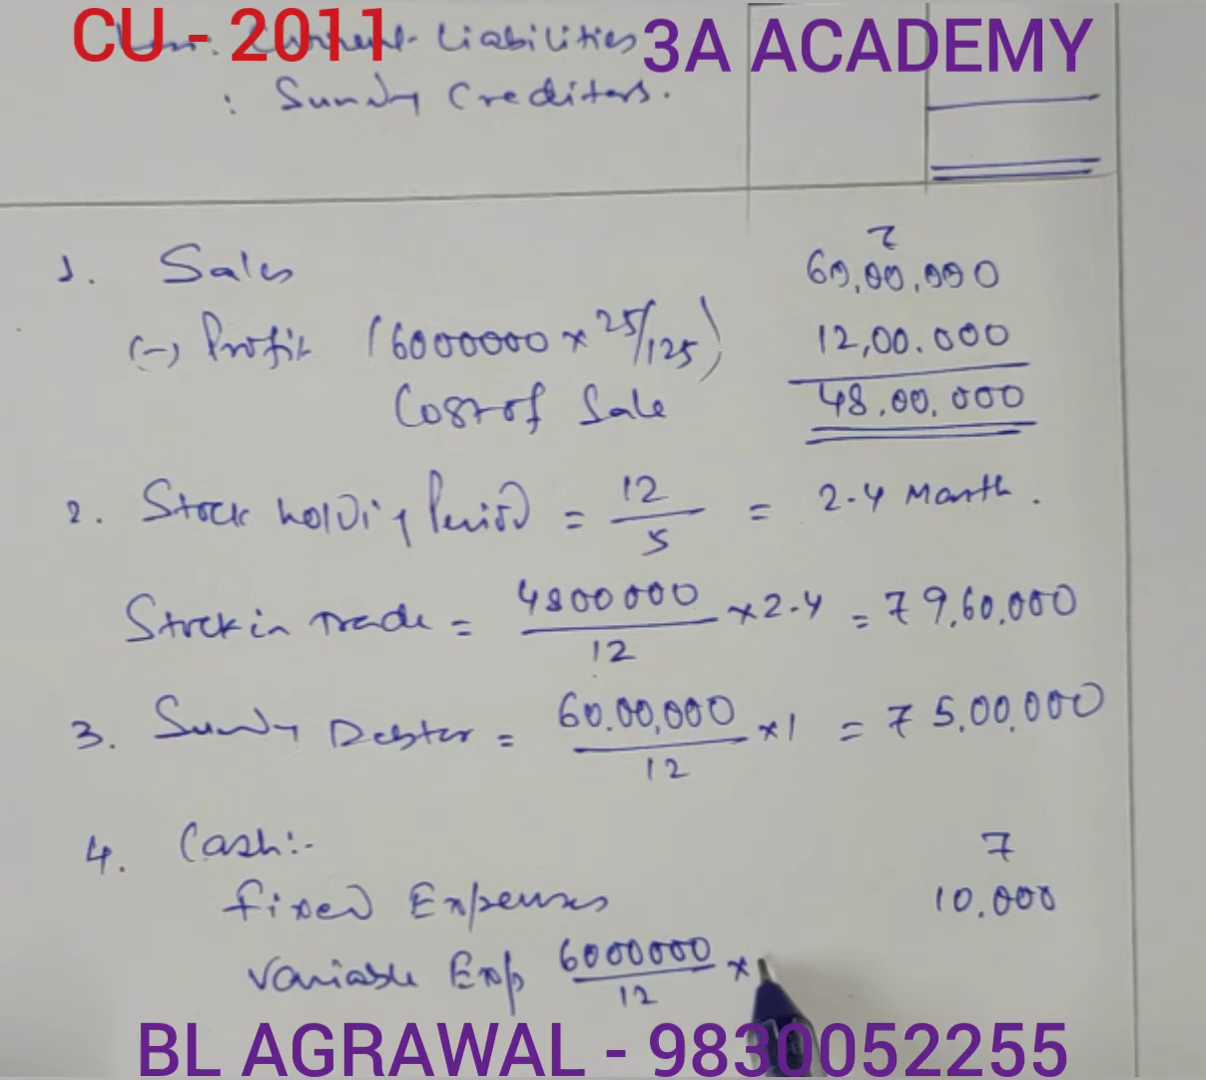 CU - 2011
3A ACADEMY
Current Liabilities
: Sundry Creditors.
1. Sales ₹ 60,00,000
(-) Profit (6000000 × 25/125) 12,00.000
Cost of Sale 48,00,000
2. Stock holding Period = 12/5 = 2.4 Month.
Stock in Trade = 4800000/12 × 2.4 = ₹ 9,60,000
3. Sundry Debtor = 60,00,000/12 × 1 = ₹ 5,00,000
4. Cash:- ₹
Fixed Expenses 10,000
Variable Exp 6000000/12 ×
BL AGRAWAL - 9830052255